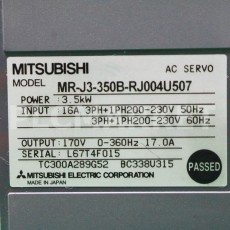 MITSUBISHI AC SERVO
MODEL MR-J3-350B-RJ004U507
POWER : 3.5kW
INPUT : 16A 3PH+1PH200-230V 50Hz
3PH+1PH200-230V 60Hz
OUTPUT: 170V 0-360Hz 17.0A
SERIAL: L67T4F015
TC300A289G52 BC338U315
PASSED
MITSUBISHI ELECTRIC CORPORATION
MADE IN JAPAN